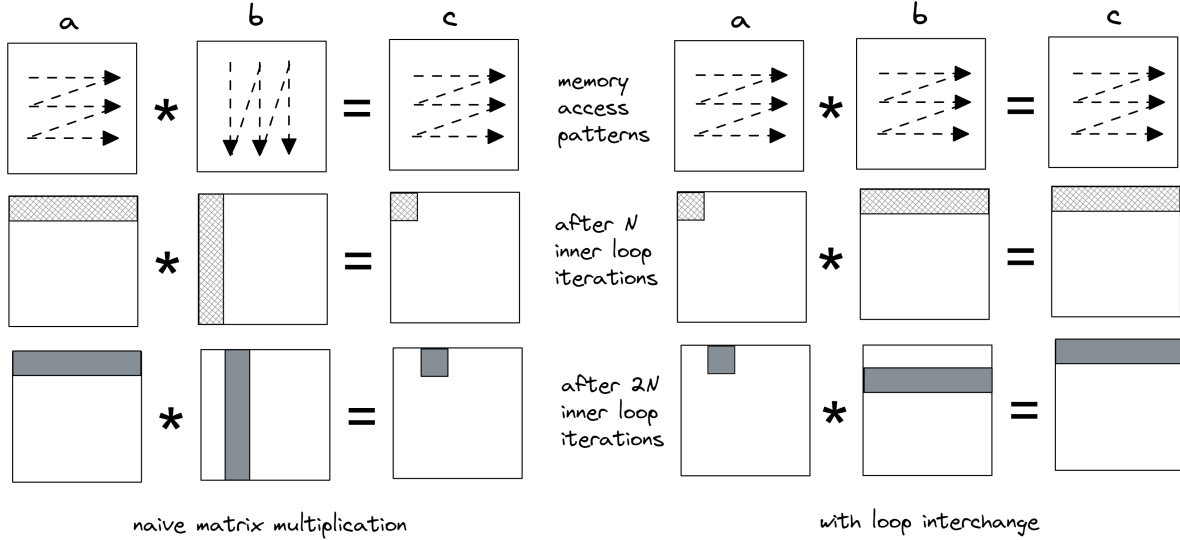 a b c a b c
* = * =
memory
access
patterns
* = * =
after N
inner loop
iterations
* = * =
after 2N
inner loop
iterations
naive matrix multiplication with loop interchange